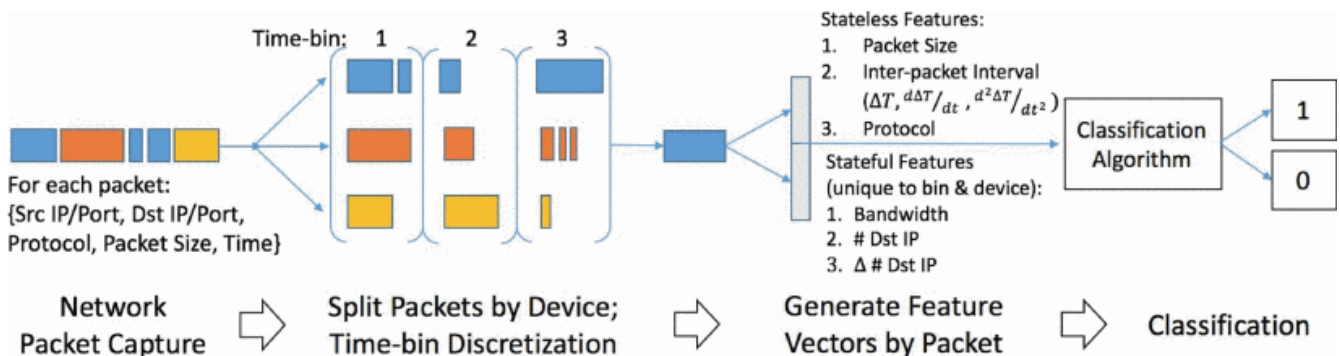 Time-bin: 1 2 3
For each packet:
{Src IP/Port, Dst IP/Port,
Protocol, Packet Size, Time}
Stateless Features:
1. Packet Size
2. Inter-packet Interval
(ΔT, dΔT/dt , d²ΔT/dt² )
3. Protocol
Stateful Features
(unique to bin & device):
1. Bandwidth
2. # Dst IP
3. Δ # Dst IP
Classification
Algorithm
1
0
Network
Packet Capture
Split Packets by Device;
Time-bin Discretization
Generate Feature
Vectors by Packet
Classification